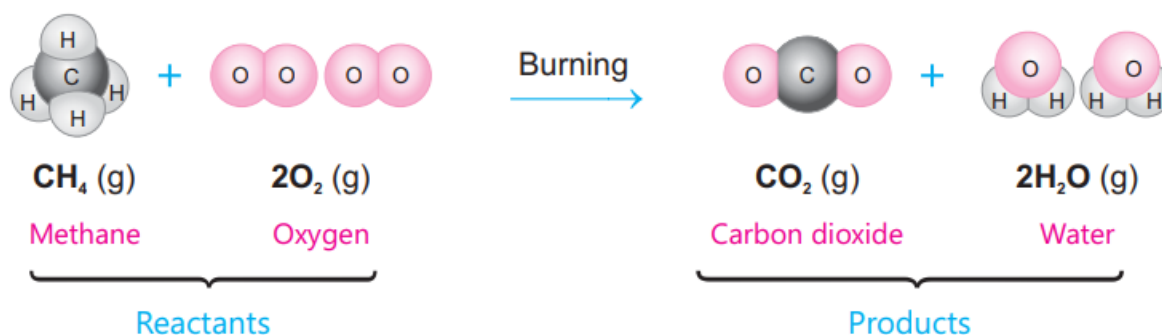 H
C
H
H
H
+
O O O O
Burning
O C O
+
O
H H
O
H H
CH₄ (g)
2O₂ (g)
CO₂ (g)
2H₂O (g)
Methane
Oxygen
Carbon dioxide
Water
Reactants
Products